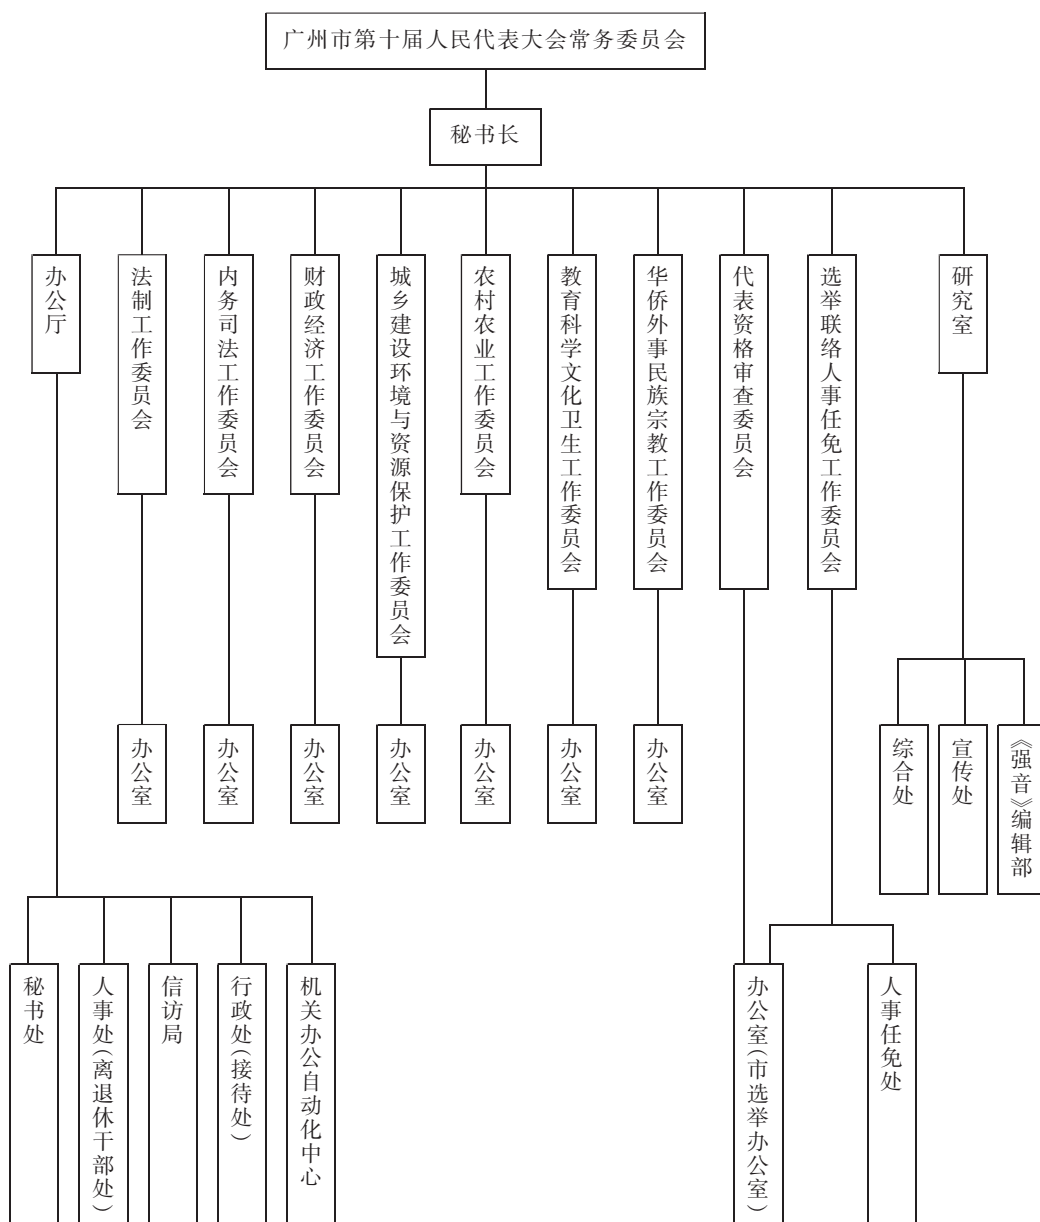 广州市第十届人民代表大会常务委员会
秘书长
办公厅
法制工作委员会
内务司法工作委员会
财政经济工作委员会
城乡建设环境与资源保护工作委员会
农村农业工作委员会
教育科学文化卫生工作委员会
华侨外事民族宗教工作委员会
代表资格审查委员会
选举联络人事任免工作委员会
研究室
办公室
办公室
办公室
办公室
办公室
办公室
办公室
综合处
宣传处
《强音》编辑部
秘书处
人事处(离退休干部处)
信访局
行政处(接待处)
机关办公自动化中心
办公室(市选举办公室)
人事任免处